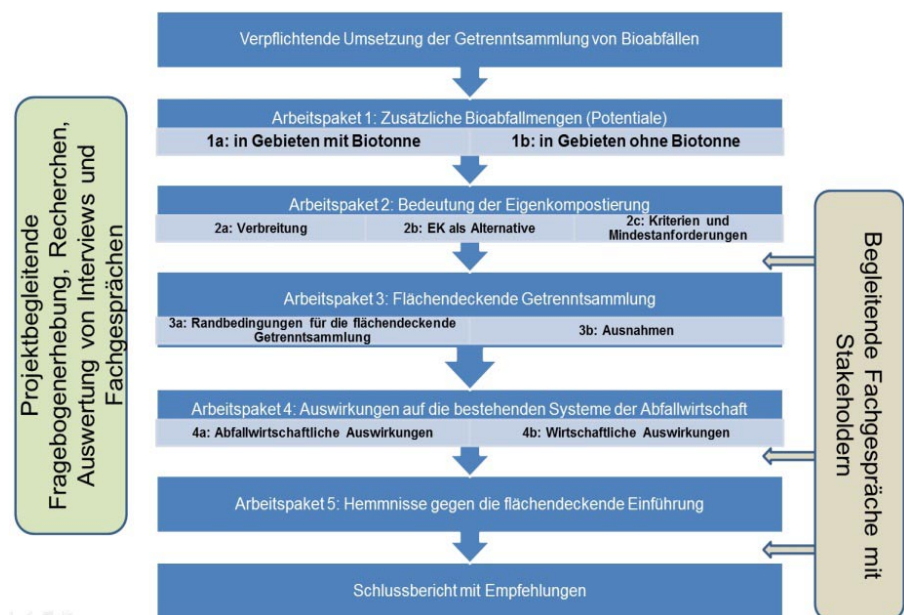 Verpflichtende Umsetzung der Getrenntsammlung von Bioabfällen
Projektbegleitende
Fragebogenerhebung, Recherchen,
Auswertung von Interviews und
Fachgesprächen
Arbeitspaket 1: Zusätzliche Bioabfallmengen (Potentiale)
1a: in Gebieten mit Biotonne
1b: in Gebieten ohne Biotonne
Arbeitspaket 2: Bedeutung der Eigenkompostierung
2a: Verbreitung
2b: EK als Alternative
2c: Kriterien und
Mindestanforderungen
Arbeitspaket 3: Flächendeckende Getrenntsammlung
3a: Randbedingungen für die flächendeckende
Getrenntsammlung
3b: Ausnahmen
Arbeitspaket 4: Auswirkungen auf die bestehenden Systeme der Abfallwirtschaft
4a: Abfallwirtschaftliche Auswirkungen
4b: Wirtschaftliche Auswirkungen
Arbeitspaket 5: Hemmnisse gegen die flächendeckende Einführung
Schlussbericht mit Empfehlungen
Begleitende Fachgespräche mit
Stakeholdern